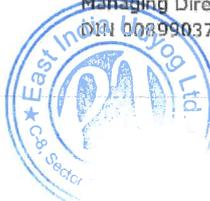 Managing Dire
DIN 00899037
★ East India Udyog Ltd
C-8, Sector